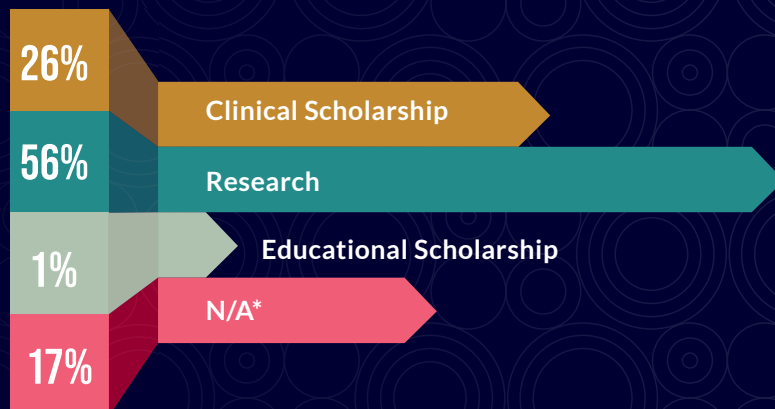 26%
Clinical Scholarship
56%
Research
1%
Educational Scholarship
17%
N/A*